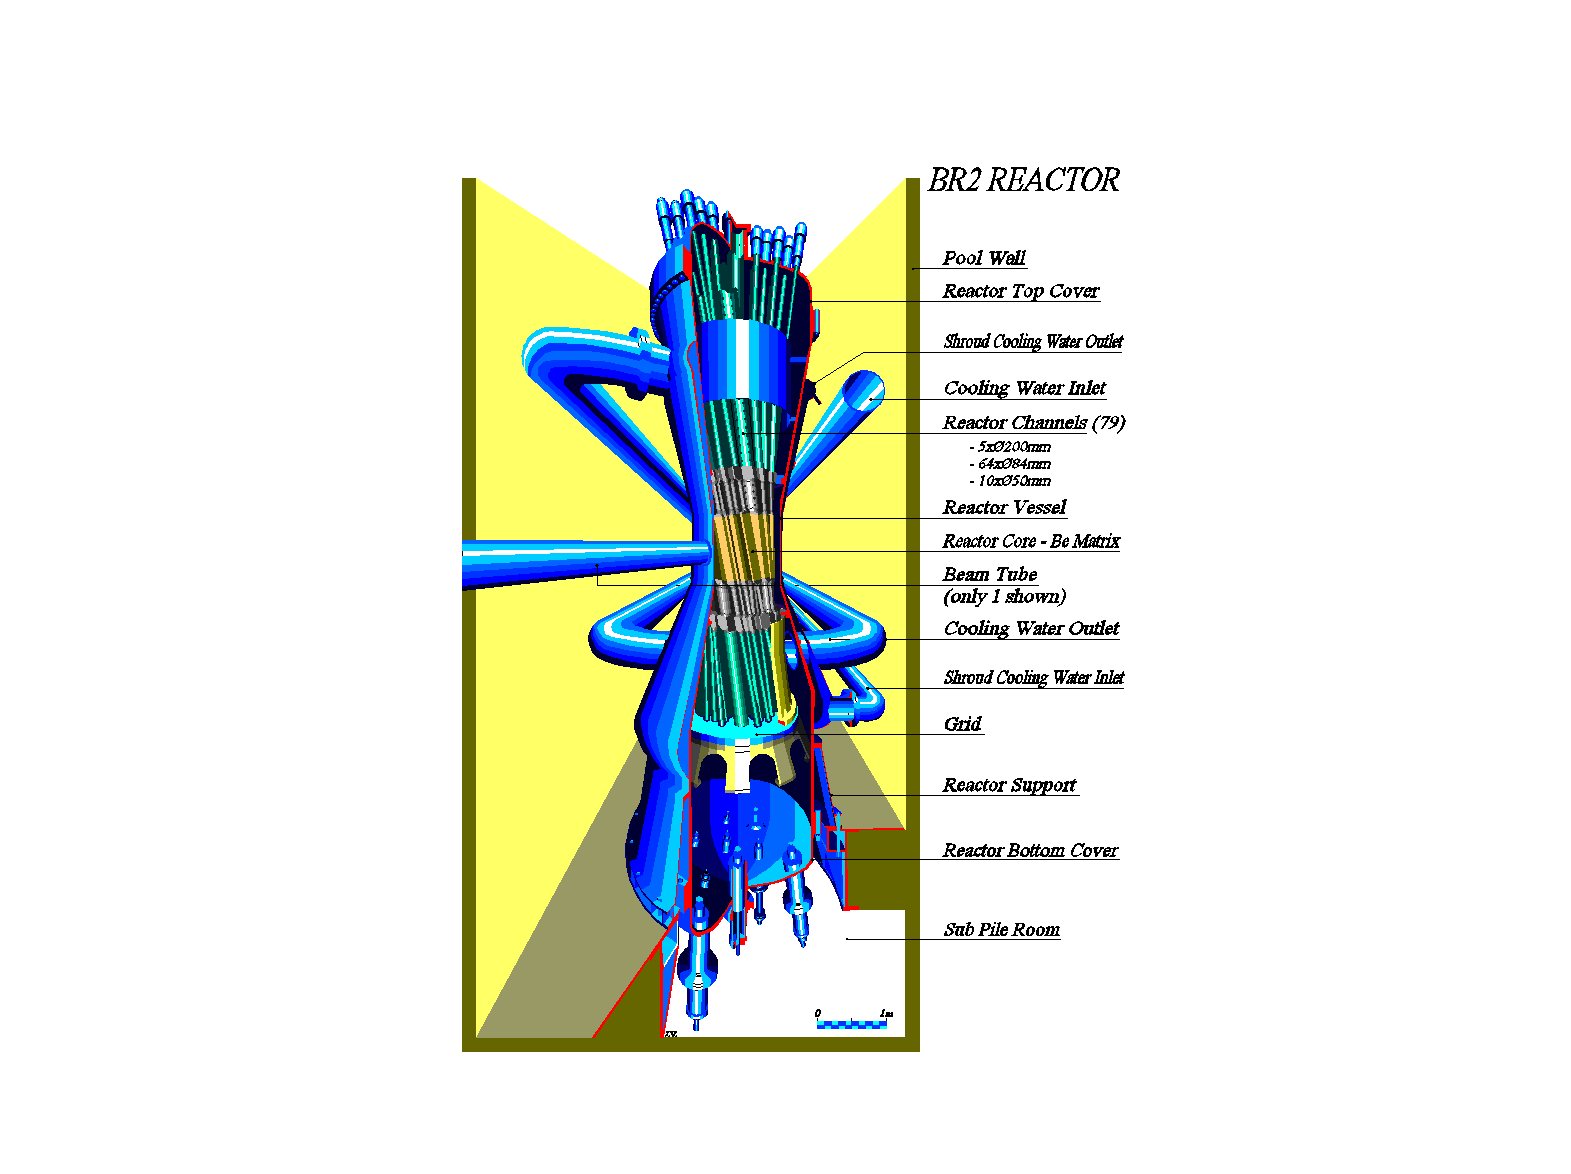 BR2 REACTOR
Pool Wall
Reactor Top Cover
Shroud Cooling Water Outlet
Cooling Water Inlet
Reactor Channels (79)
- 5xØ200mm
- 64xØ84mm
- 10xØ50mm
Reactor Vessel
Reactor Core - Be Matrix
Beam Tube
(only 1 shown)
Cooling Water Outlet
Shroud Cooling Water Inlet
Grid
Reactor Support
Reactor Bottom Cover
Sub Pile Room
0 1m